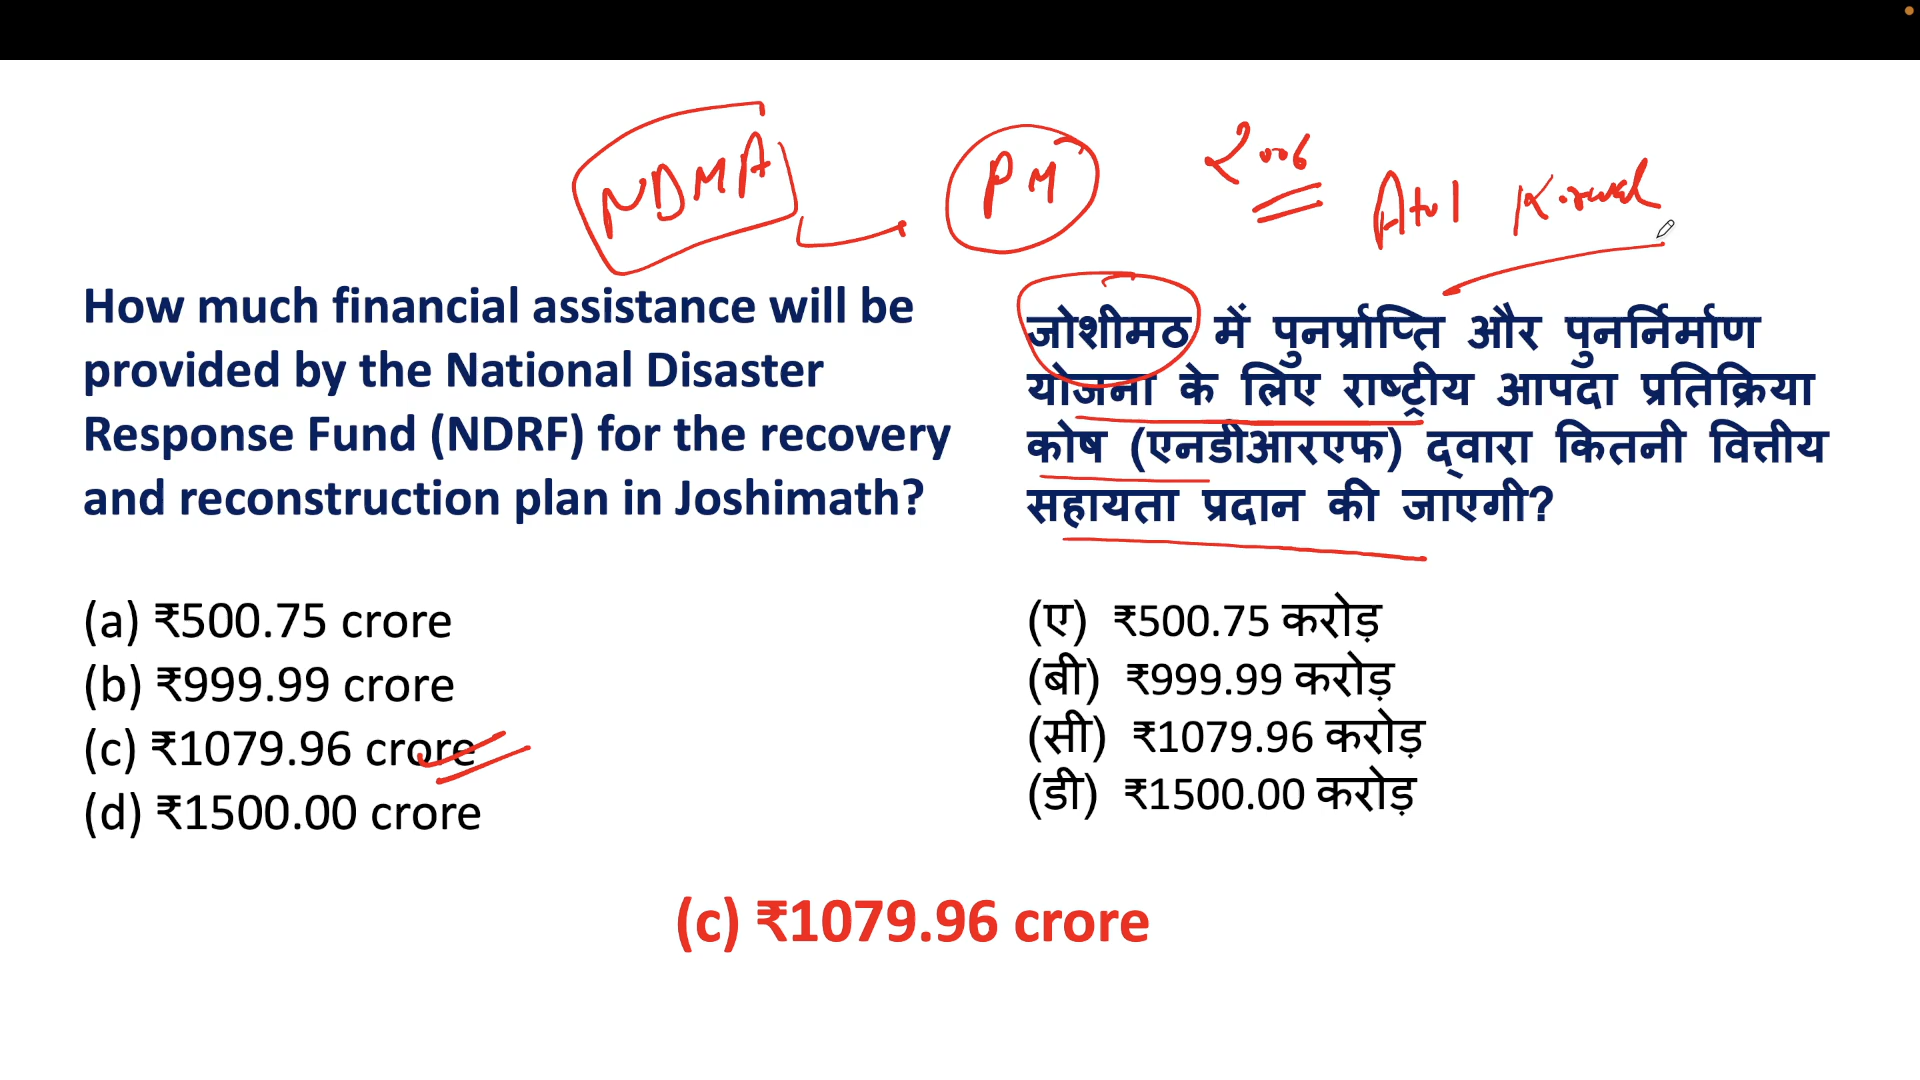 NDMA PM 2006 Atul Karwal
How much financial assistance will be
provided by the National Disaster
Response Fund (NDRF) for the recovery
and reconstruction plan in Joshimath?
(a) ₹500.75 crore
(b) ₹999.99 crore
(c) ₹1079.96 crore
(d) ₹1500.00 crore
जोशीमठ में पुनर्प्राप्ति और पुनर्निर्माण
योजना के लिए राष्ट्रीय आपदा प्रतिक्रिया
कोष (एनडीआरएफ) द्वारा कितनी वित्तीय
सहायता प्रदान की जाएगी?
(ए) ₹500.75 करोड़
(बी) ₹999.99 करोड़
(सी) ₹1079.96 करोड़
(डी) ₹1500.00 करोड़
(c) ₹1079.96 crore